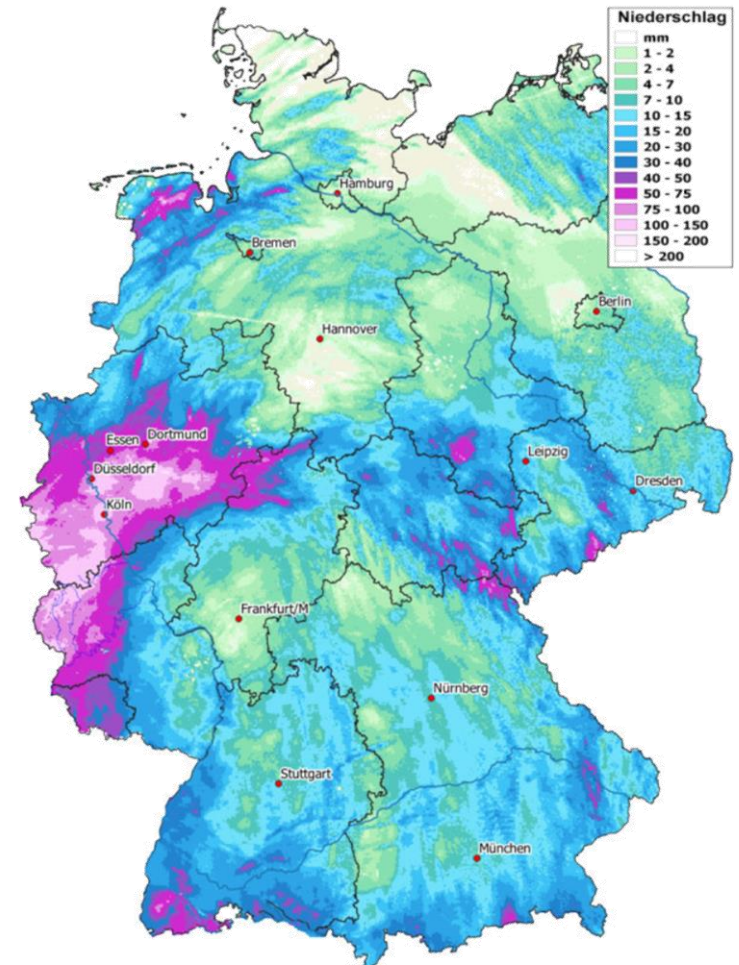 Niederschlag
mm
1 - 2
2 - 4
4 - 7
7 - 10
10 - 15
15 - 20
20 - 30
30 - 40
40 - 50
50 - 75
75 - 100
100 - 150
150 - 200
> 200
Hamburg
Bremen
Berlin
Hannover
Essen
Dortmund
Leipzig
Düsseldorf
Dresden
Köln
Frankfurt/M
Nürnberg
Stuttgart
München